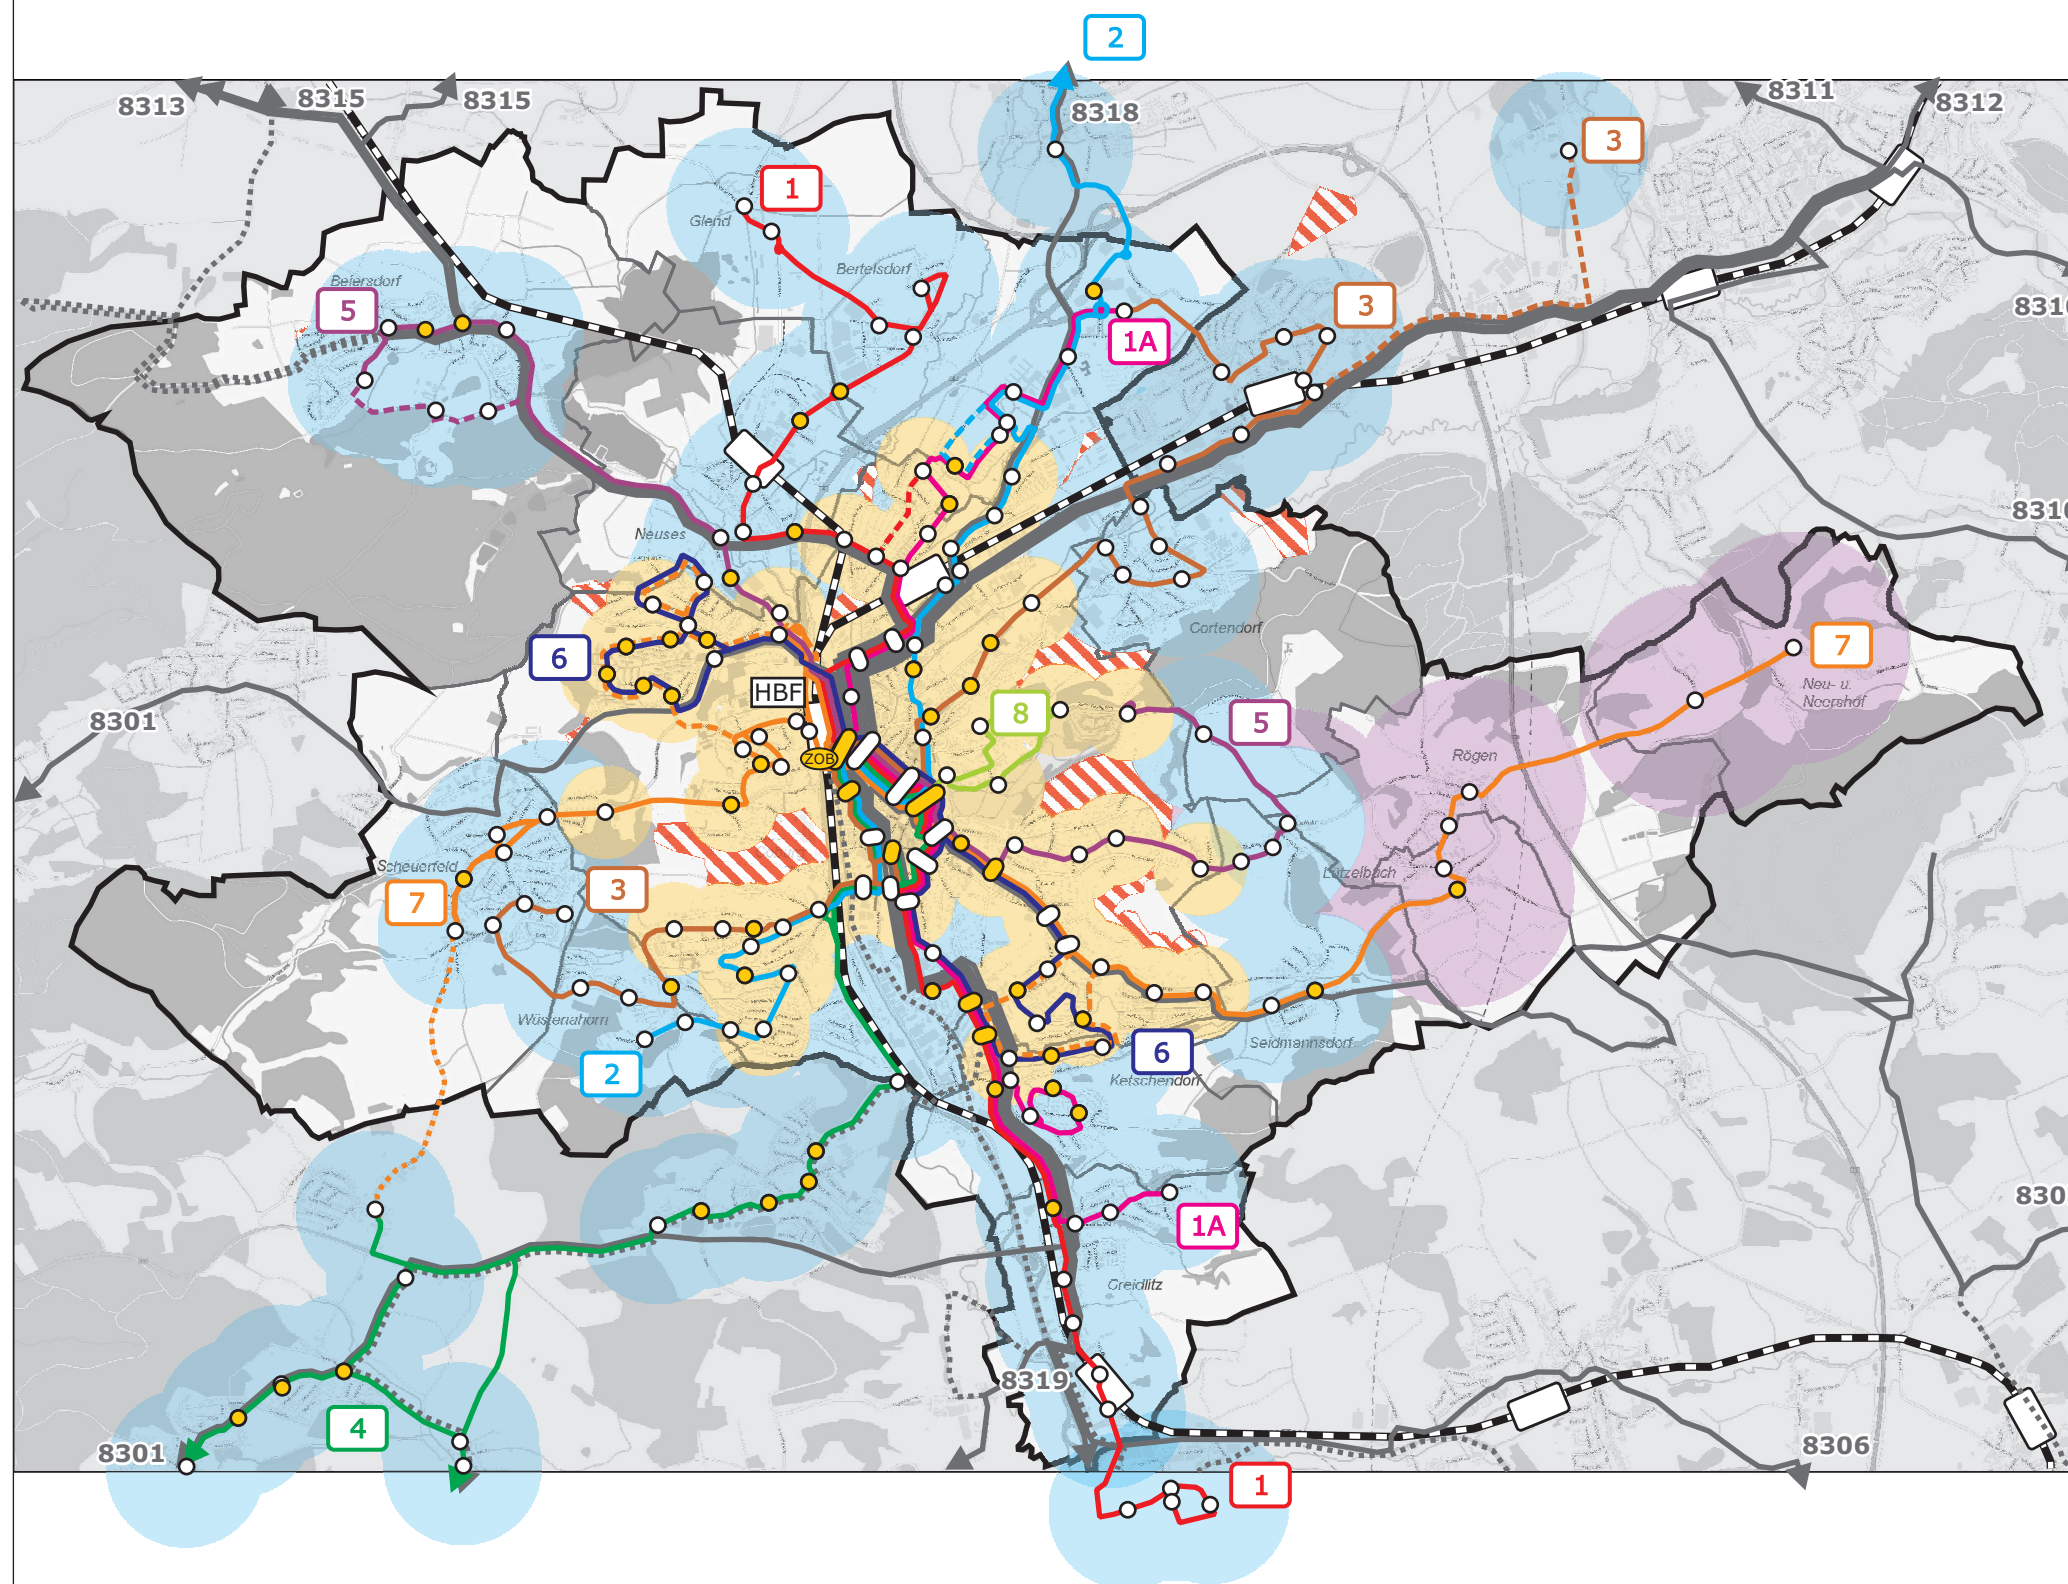 2
8313
8315
8315
8318
8311
8312
3
1
Glend
Bertelsdorf
Beiersdorf
5
3
1A
8310
8310
Neuses
6
Cortendorf
7
Neu- u.
Neershof
HBF
8
5
8301
ZOB
Rögen
Scheuerfeld
7
3
Lützelbach
Wüstenahorn
2
6
Seidmannsdorf
Ketschendorf
830
1A
Creidlitz
8319
4
8301
8306
1